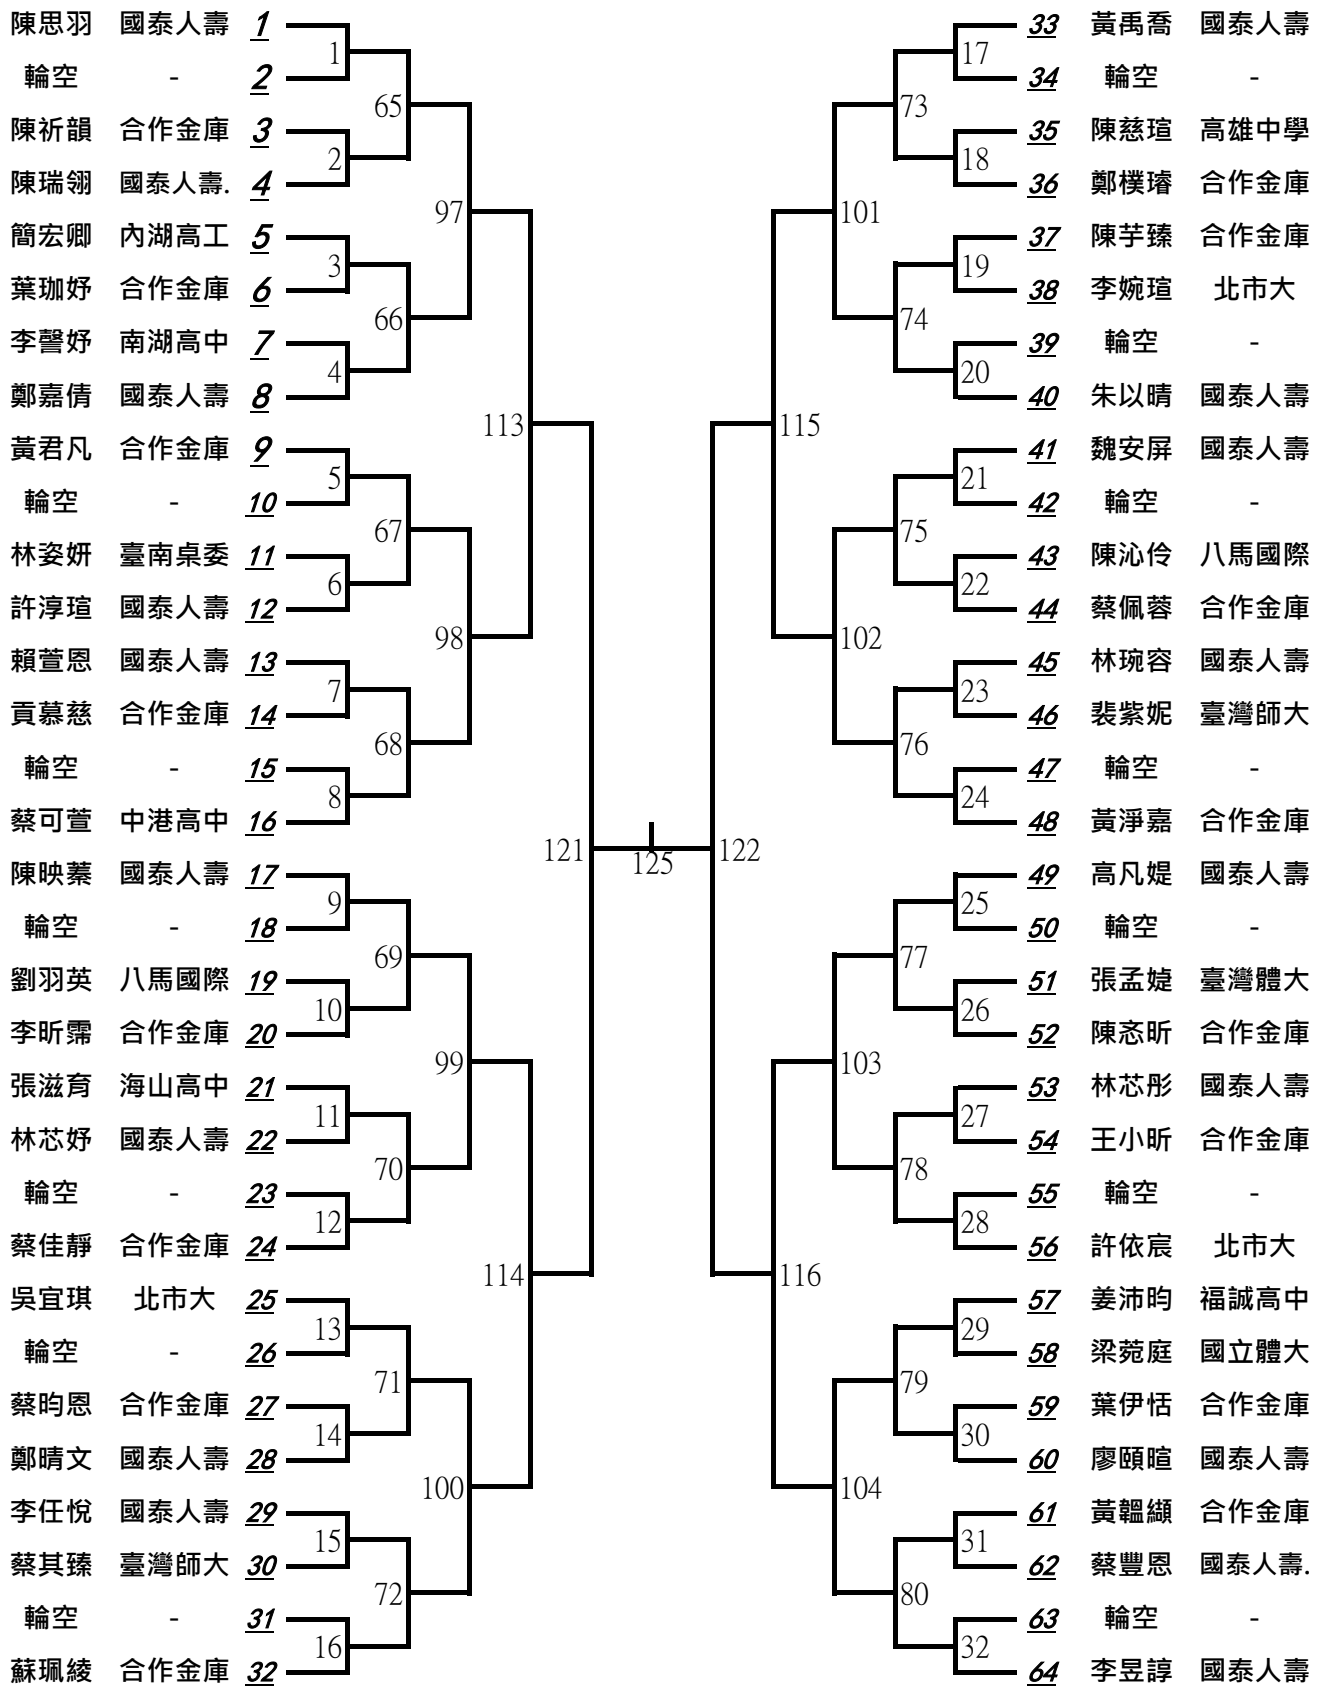 陳思羽 國泰人壽 1
輪空 - 2
陳祈韻 合作金庫 3
陳瑞翎 國泰人壽. 4
簡宏卿 內湖高工 5
葉珈妤 合作金庫 6
李謦妤 南湖高中 7
鄭嘉倩 國泰人壽 8
黃君凡 合作金庫 9
輪空 - 10
林姿妍 臺南桌委 11
許淳瑄 國泰人壽 12
賴萱恩 國泰人壽 13
貢慕慈 合作金庫 14
輪空 - 15
蔡可萱 中港高中 16
陳映蓁 國泰人壽 17
輪空 - 18
劉羽英 八馬國際 19
李昕霈 合作金庫 20
張滋育 海山高中 21
林芯妤 國泰人壽 22
輪空 - 23
蔡佳靜 合作金庫 24
吳宜琪 北市大 25
輪空 - 26
蔡昀恩 合作金庫 27
鄭晴文 國泰人壽 28
李任悅 國泰人壽 29
蔡其臻 臺灣師大 30
輪空 - 31
蘇珮綾 合作金庫 32
1
2
3
4
5
6
7
8
9
10
11
12
13
14
15
16
65
66
67
68
69
70
71
72
97
98
99
100
113
114
121
125
122
115
116
101
102
103
104
73
74
75
76
77
78
79
80
17
18
19
20
21
22
23
24
25
26
27
28
29
30
31
32
33 黃禹喬 國泰人壽
34 輪空 -
35 陳慈瑄 高雄中學
36 鄭樸璿 合作金庫
37 陳芋臻 合作金庫
38 李婉瑄 北市大
39 輪空 -
40 朱以晴 國泰人壽
41 魏安屏 國泰人壽
42 輪空 -
43 陳沁伶 八馬國際
44 蔡佩蓉 合作金庫
45 林琬容 國泰人壽
46 裴紫妮 臺灣師大
47 輪空 -
48 黃淨嘉 合作金庫
49 高凡媞 國泰人壽
50 輪空 -
51 張孟婕 臺灣體大
52 陳忞昕 合作金庫
53 林芯彤 國泰人壽
54 王小昕 合作金庫
55 輪空 -
56 許依宸 北市大
57 姜沛昀 福誠高中
58 梁菀庭 國立體大
59 葉伊恬 合作金庫
60 廖頤暄 國泰人壽
61 黃韞纈 合作金庫
62 蔡豐恩 國泰人壽.
63 輪空 -
64 李昱諄 國泰人壽